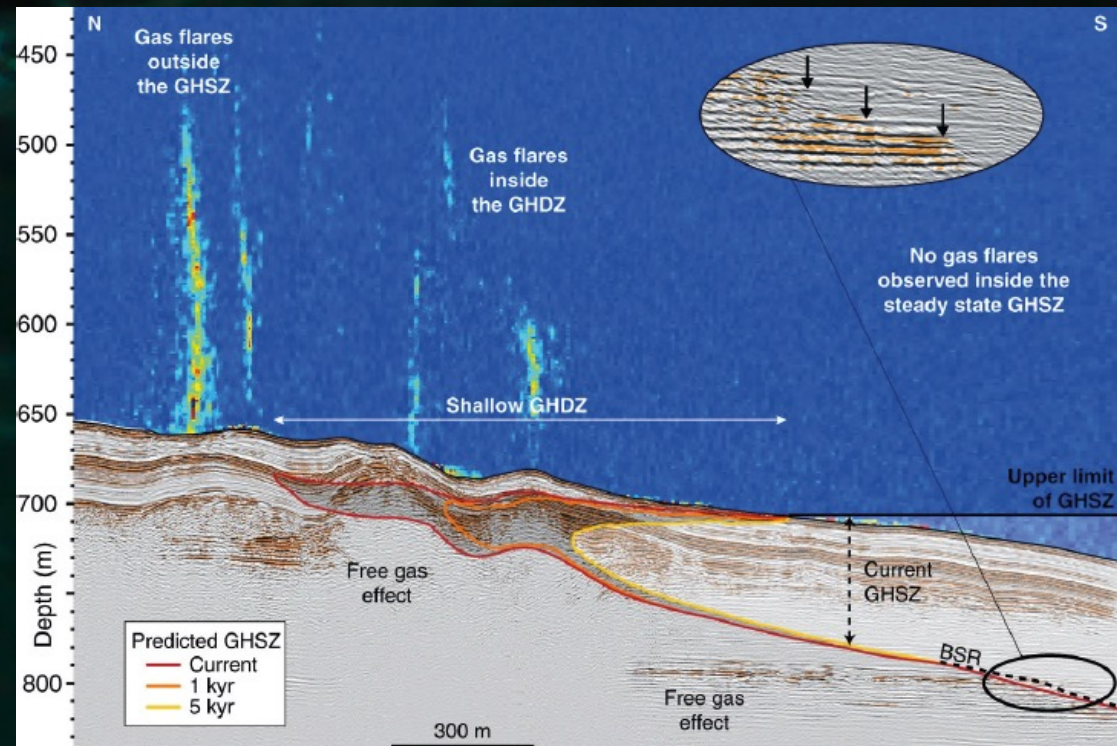 N
S
Gas flares
outside
the GHSZ
Gas flares
inside
the GHDZ
No gas flares
observed inside the
steady state GHSZ
Shallow GHDZ
Upper limit
of GHSZ
Current
GHSZ
Free gas
effect
BSR
Free gas
effect
450
500
550
600
650
700
800
Depth (m)
Predicted GHSZ
Current
1 kyr
5 kyr
300 m